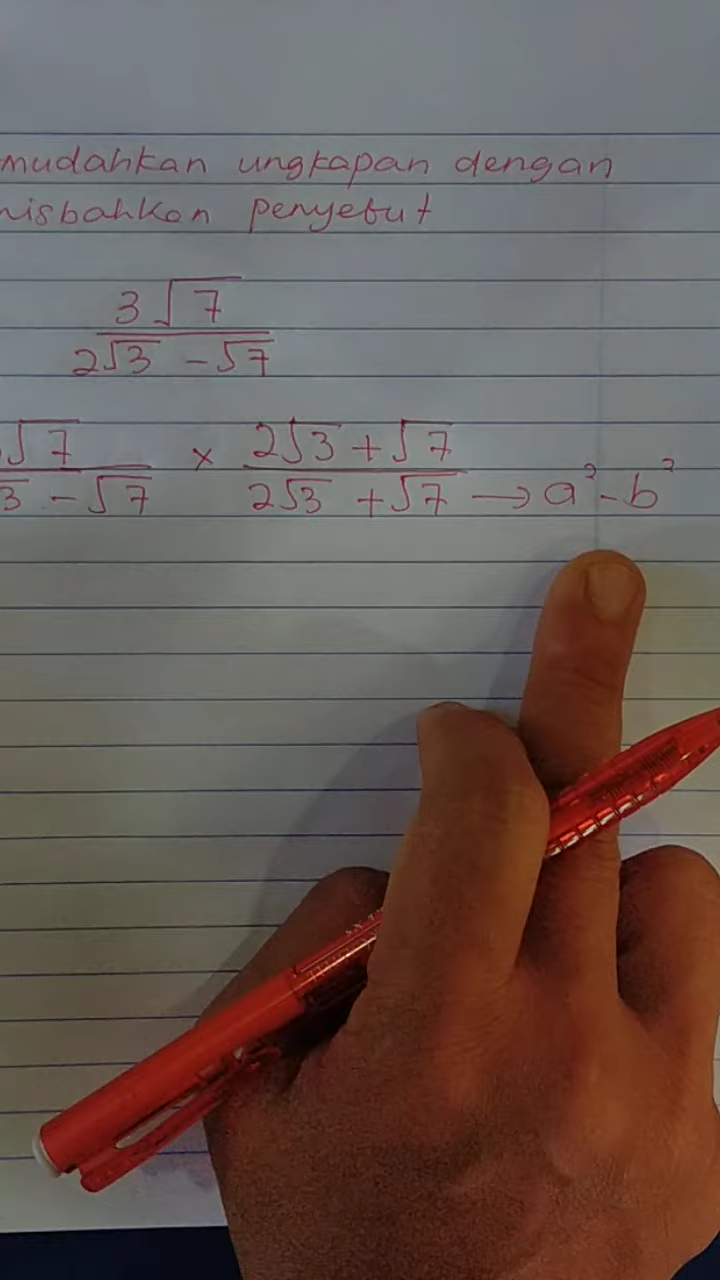 mudahkan ungkapan dengan
nisbahkan penyebut
3√7
2√3 - √7
√7 × 2√3 + √7
3 - √7 2√3 + √7 → a² - b²